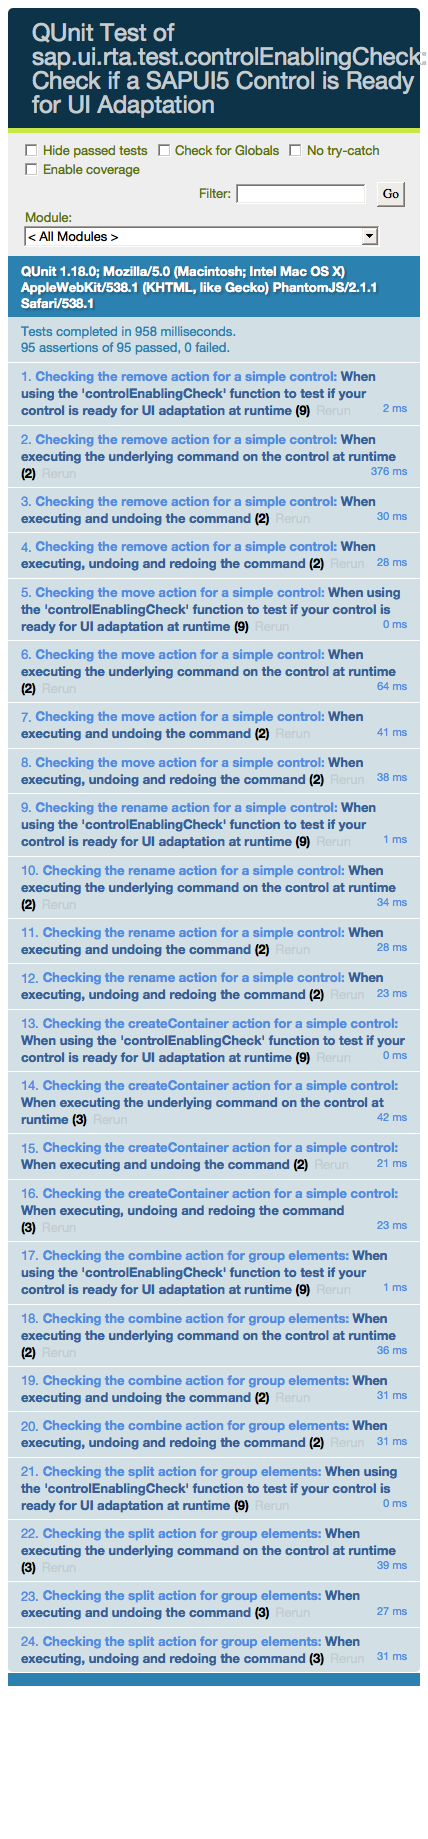 QUnit Test of
sap.ui.rta.test.controlEnablingCheck:
Check if a SAPUI5 Control is Ready
for UI Adaptation
Hide passed tests Check for Globals No try-catch
Enable coverage
Filter: Go
Module:
< All Modules >
QUnit 1.18.0; Mozilla/5.0 (Macintosh; Intel Mac OS X)
AppleWebKit/538.1 (KHTML, like Gecko) PhantomJS/2.1.1
Safari/538.1
Tests completed in 958 milliseconds.
95 assertions of 95 passed, 0 failed.
1. Checking the remove action for a simple control: When
using the 'controlEnablingCheck' function to test if your
control is ready for UI adaptation at runtime (9) Rerun 2 ms
2. Checking the remove action for a simple control: When
executing the underlying command on the control at runtime
(2) Rerun 376 ms
3. Checking the remove action for a simple control: When
executing and undoing the command (2) Rerun 30 ms
4. Checking the remove action for a simple control: When
executing, undoing and redoing the command (2) Rerun 28 ms
5. Checking the move action for a simple control: When using
the 'controlEnablingCheck' function to test if your control is
ready for UI adaptation at runtime (9) Rerun 0 ms
6. Checking the move action for a simple control: When
executing the underlying command on the control at runtime
(2) Rerun 64 ms
7. Checking the move action for a simple control: When
executing and undoing the command (2) Rerun 41 ms
8. Checking the move action for a simple control: When
executing, undoing and redoing the command (2) Rerun 38 ms
9. Checking the rename action for a simple control: When
using the 'controlEnablingCheck' function to test if your
control is ready for UI adaptation at runtime (9) Rerun 1 ms
10. Checking the rename action for a simple control: When
executing the underlying command on the control at runtime
(2) Rerun 34 ms
11. Checking the rename action for a simple control: When
executing and undoing the command (2) Rerun 28 ms
12. Checking the rename action for a simple control: When
executing, undoing and redoing the command (2) Rerun 23 ms
13. Checking the createContainer action for a simple control:
When using the 'controlEnablingCheck' function to test if your
control is ready for UI adaptation at runtime (9) Rerun 0 ms
14. Checking the createContainer action for a simple control:
When executing the underlying command on the control at
runtime (3) Rerun 42 ms
15. Checking the createContainer action for a simple control:
When executing and undoing the command (2) Rerun 21 ms
16. Checking the createContainer action for a simple control:
When executing, undoing and redoing the command
(3) Rerun 23 ms
17. Checking the combine action for group elements: When
using the 'controlEnablingCheck' function to test if your
control is ready for UI adaptation at runtime (9) Rerun 1 ms
18. Checking the combine action for group elements: When
executing the underlying command on the control at runtime
(2) Rerun 36 ms
19. Checking the combine action for group elements: When
executing and undoing the command (2) Rerun 31 ms
20. Checking the combine action for group elements: When
executing, undoing and redoing the command (2) Rerun 31 ms
21. Checking the split action for group elements: When using
the 'controlEnablingCheck' function to test if your control is
ready for UI adaptation at runtime (9) Rerun 0 ms
22. Checking the split action for group elements: When
executing the underlying command on the control at runtime
(3) Rerun 39 ms
23. Checking the split action for group elements: When
executing and undoing the command (3) Rerun 27 ms
24. Checking the split action for group elements: When
executing, undoing and redoing the command (3) Rerun 31 ms